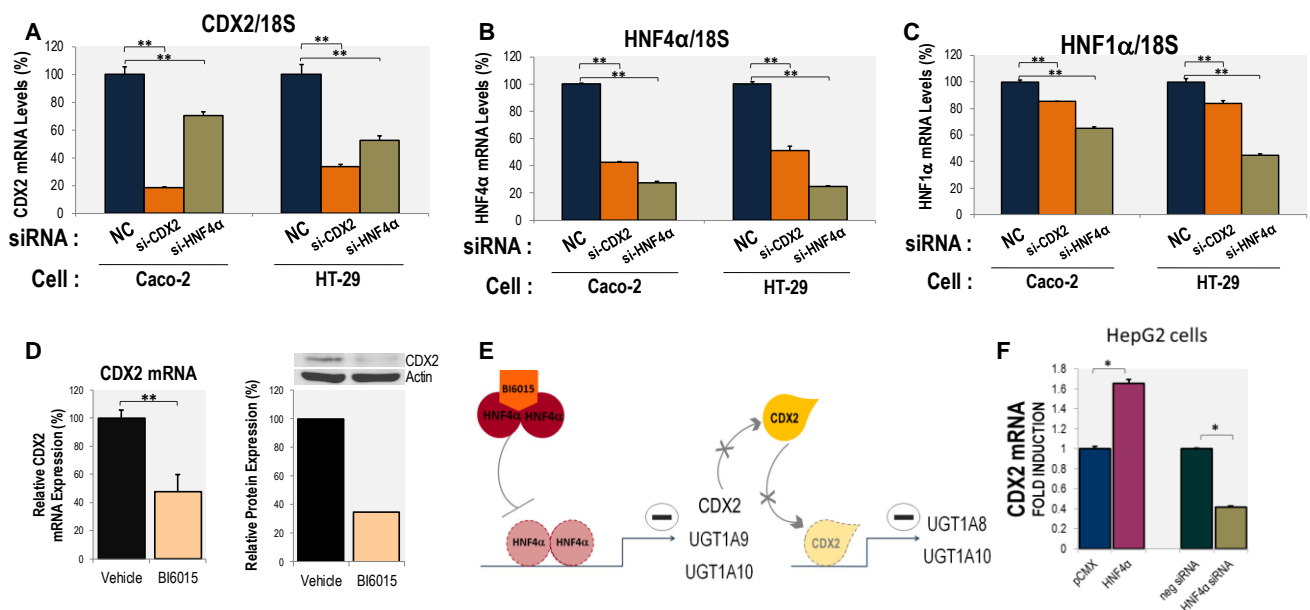 A
CDX2/18S
CDX2 mRNA Levels (%)
120
100
80
60
40
20
0
**
**
**
**
siRNA :
NC
si-CDX2
si-HNF4α
NC
si-CDX2
si-HNF4α
Cell :
Caco-2
HT-29
B
HNF4α/18S
HNF4α mRNA Levels (%)
120
100
80
60
40
20
0
**
**
**
**
siRNA :
NC
si-CDX2
si-HNF4α
NC
si-CDX2
si-HNF4α
Cell :
Caco-2
HT-29
C
HNF1α/18S
HNF1α mRNA Levels (%)
120
100
80
60
40
20
0
**
**
**
**
siRNA :
NC
si-CDX2
si-HNF4α
NC
si-CDX2
si-HNF4α
Cell :
Caco-2
HT-29
D
CDX2 mRNA
Relative CDX2
mRNA Expression (%)
120
100
80
60
40
20
0
**
Vehicle
BI6015
CDX2
Actin
Relative Protein Expression (%)
120
100
80
60
40
20
0
Vehicle
BI6015
E
BI6015
HNF4α
HNF4α
CDX2
HNF4α
HNF4α
CDX2
UGT1A9
UGT1A10
CDX2
UGT1A8
UGT1A10
F
HepG2 cells
CDX2 mRNA
FOLD INDUCTION
1.8
1.6
1.4
1.2
1
0.8
0.6
0.4
0.2
0
*
*
pCMX
HNF4α
neg siRNA
HNF4α siRNA